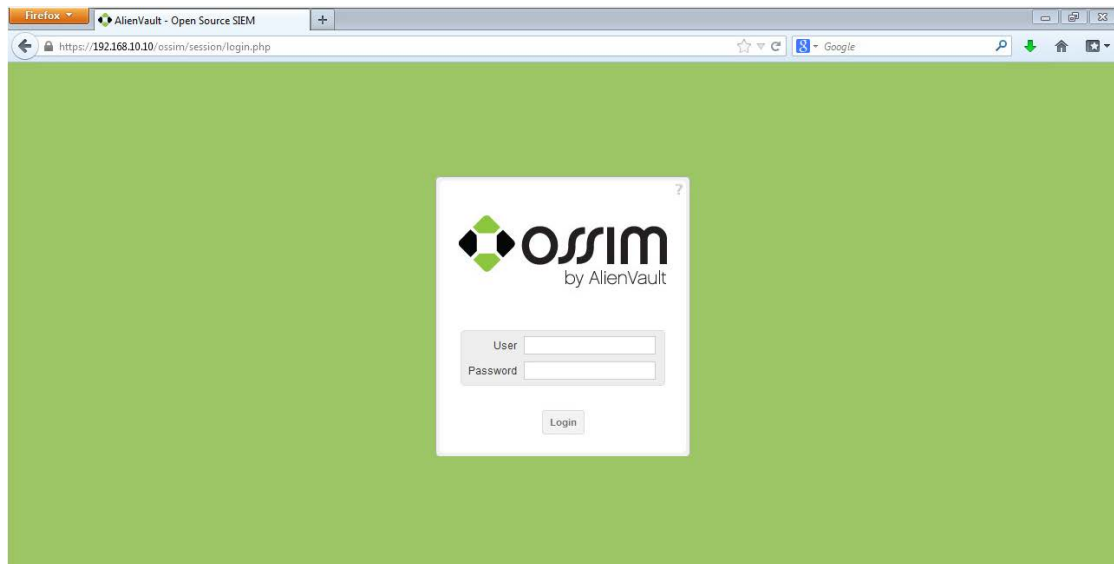 Firefox
AlienVault - Open Source SIEM
+
https://192.168.10.10/ossim/session/login.php
8 Google
?
OSSIM
by AlienVault
User
Password
Login